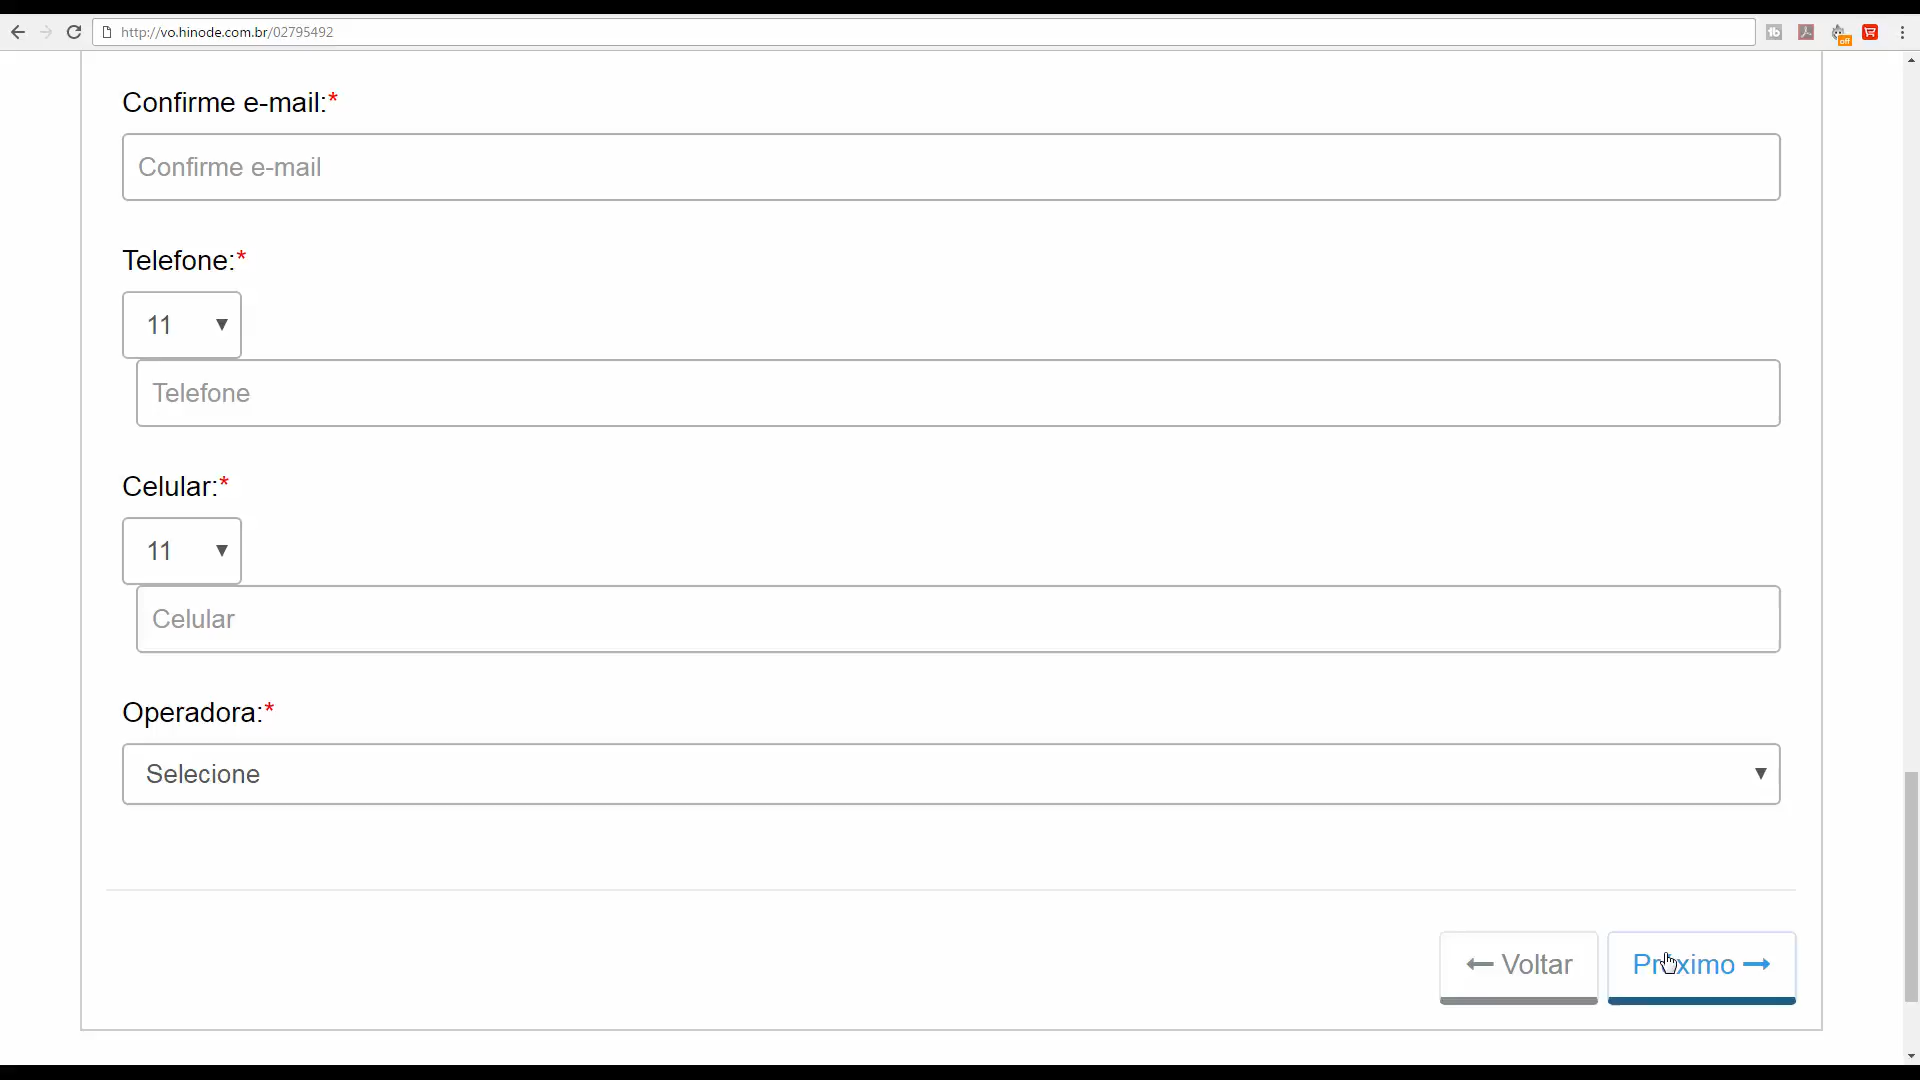 http://vo.hinode.com.br/02795492
off
Confirme e-mail:*
Confirme e-mail
Telefone:*
11
Telefone
Celular:*
11
Celular
Operadora:*
Selecione
Voltar
Próximo